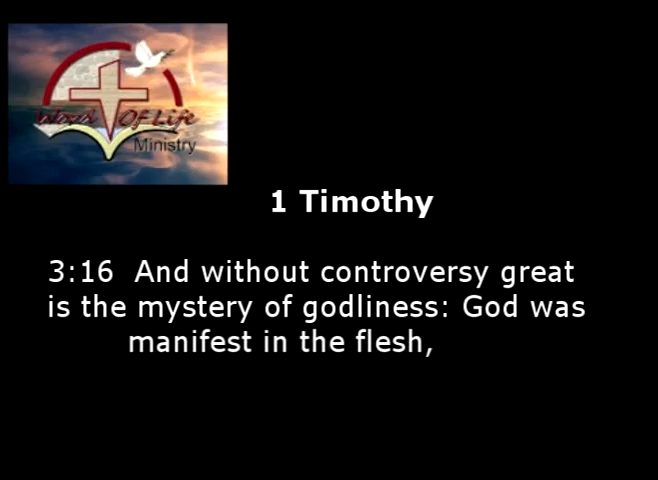 Word Of Life
Ministry
1 Timothy
3:16 And without controversy great
is the mystery of godliness: God was
manifest in the flesh,